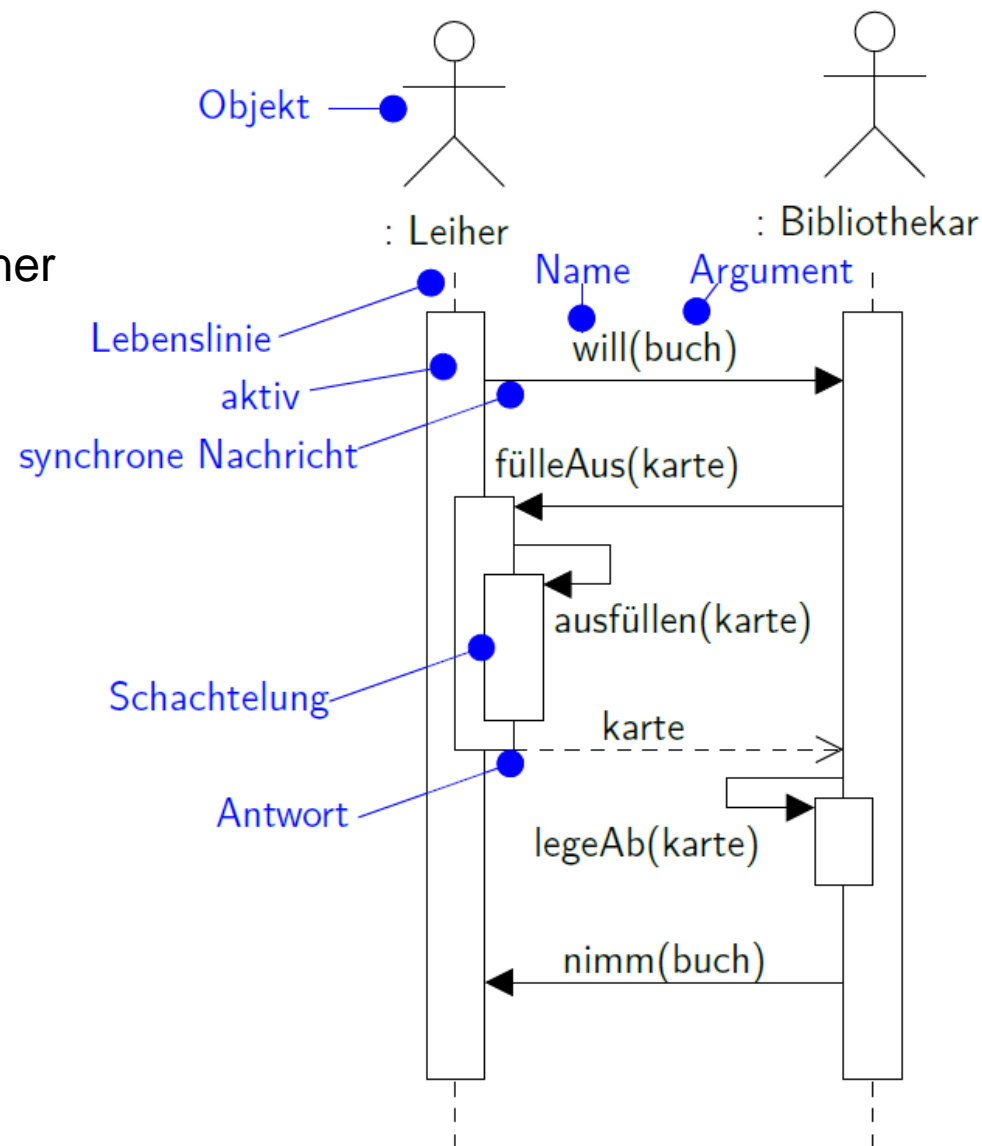 Objekt
: Leiher
: Bibliothekar
Name
Argument
Lebenslinie
will(buch)
aktiv
synchrone Nachricht
fülleAus(karte)
ausfüllen(karte)
Schachtelung
karte
Antwort
legeAb(karte)
nimm(buch)